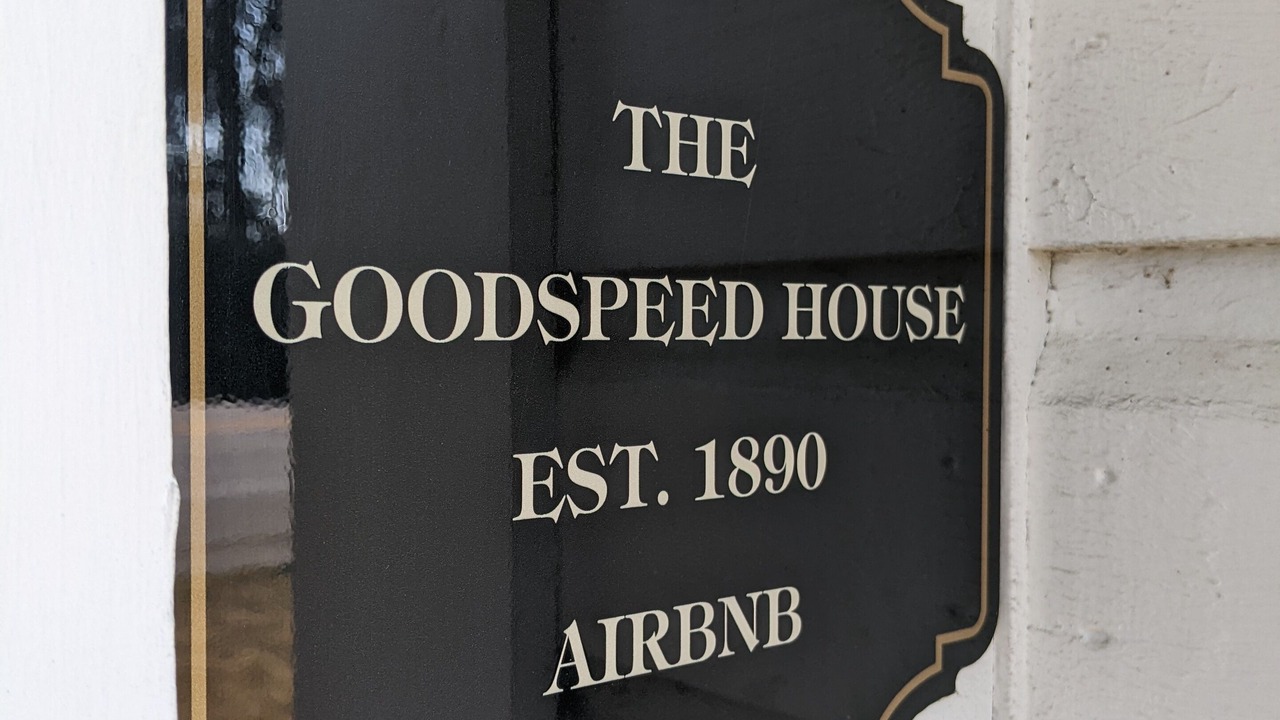 THE
GOODSPEED HOUSE
EST. 1890
AIRBNB